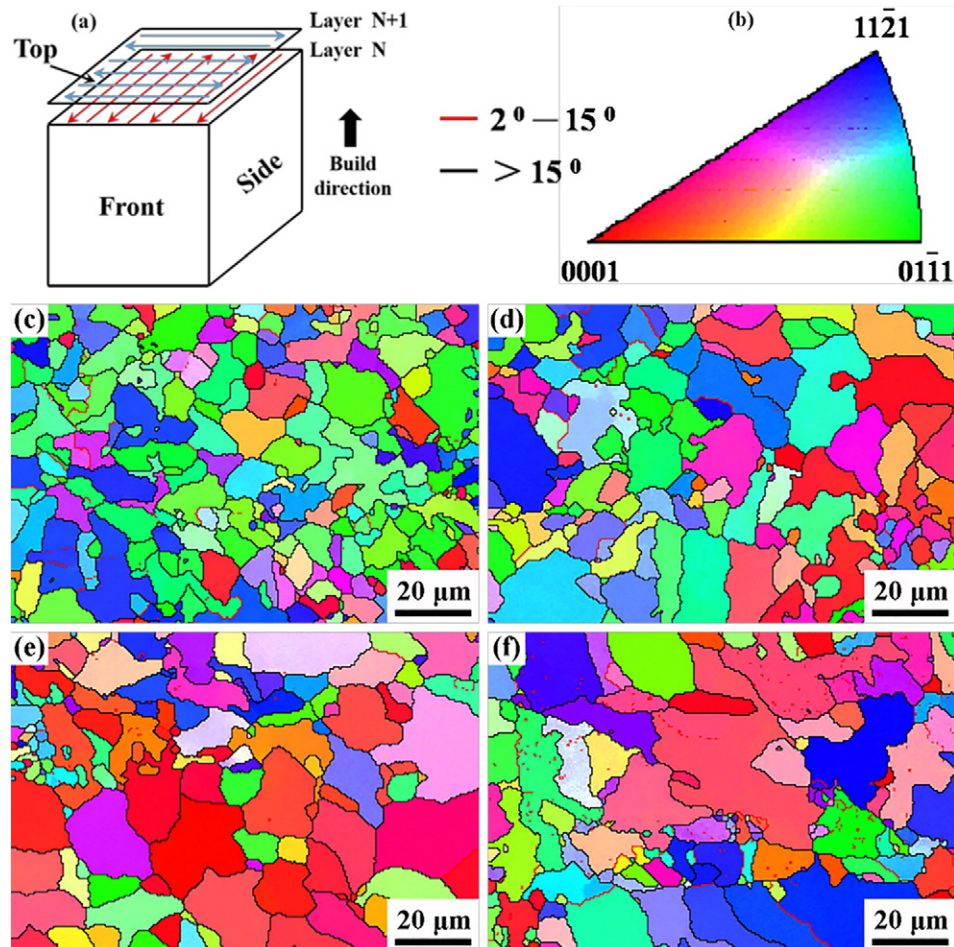 (a)
Layer N+1
Layer N
Top
Front
Side
Build
direction
2⁰ — 15⁰
> 15⁰
(b)
112̄1
0001
011̄1
(c)
20 μm
(d)
20 μm
(e)
20 μm
(f)
20 μm